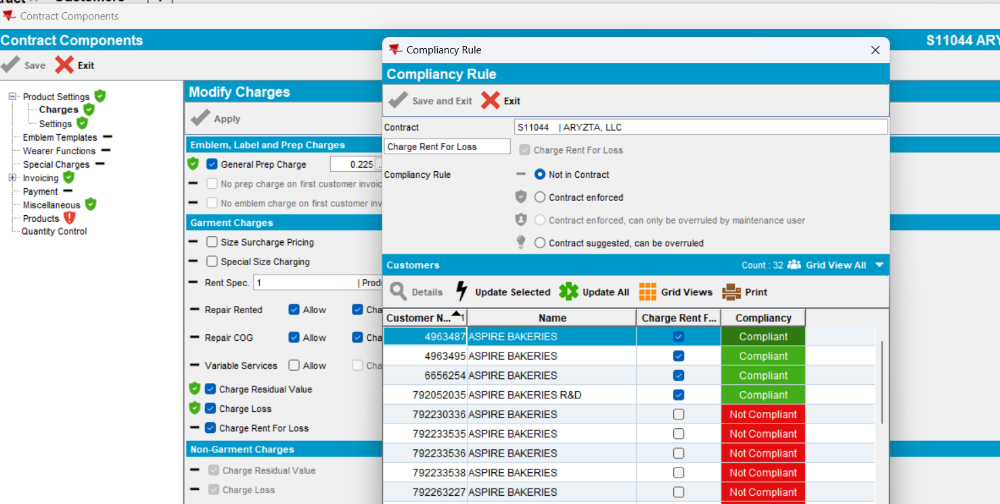 Contract Components
Contract Components
S11044 ARY
Save Exit
Product Settings
Charges
Settings
Emblem Templates
Wearer Functions
Special Charges
Invoicing
Payment
Miscellaneous
Products
Quantity Control
Modify Charges
Apply
Emblem, Label and Prep Charges
General Prep Charge 0.225 ..
No prep charge on first customer invoic
No emblem charge on first customer inv
Garment Charges
Size Surcharge Pricing
Special Size Charging
Rent Spec. 1 | Produ
Repair Rented Allow Cha
Repair COG Allow Cha
Variable Services Allow Cha
Charge Residual Value
Charge Loss
Charge Rent For Loss
Non-Garment Charges
Charge Residual Value
Charge Loss
Compliancy Rule
Compliancy Rule
Save and Exit Exit
Contract S11044 | ARYZTA, LLC
Charge Rent For Loss Charge Rent For Loss
Compliancy Rule Not in Contract
Contract enforced
Contract enforced, can only be overruled by maintenance user
Contract suggested, can be overruled
Customers Count : 32 Grid View All
Details Update Selected Update All Grid Views Print
Customer N... 1 Name Charge Rent F... Compliancy
4963487 ASPIRE BAKERIES Compliant
4963495 ASPIRE BAKERIES Compliant
6656254 ASPIRE BAKERIES Compliant
792052035 ASPIRE BAKERIES R&D Compliant
792230336 ASPIRE BAKERIES Not Compliant
792233535 ASPIRE BAKERIES Not Compliant
792233536 ASPIRE BAKERIES Not Compliant
792233538 ASPIRE BAKERIES Not Compliant
792263227 ASPIRE BAKERIES Not Compliant